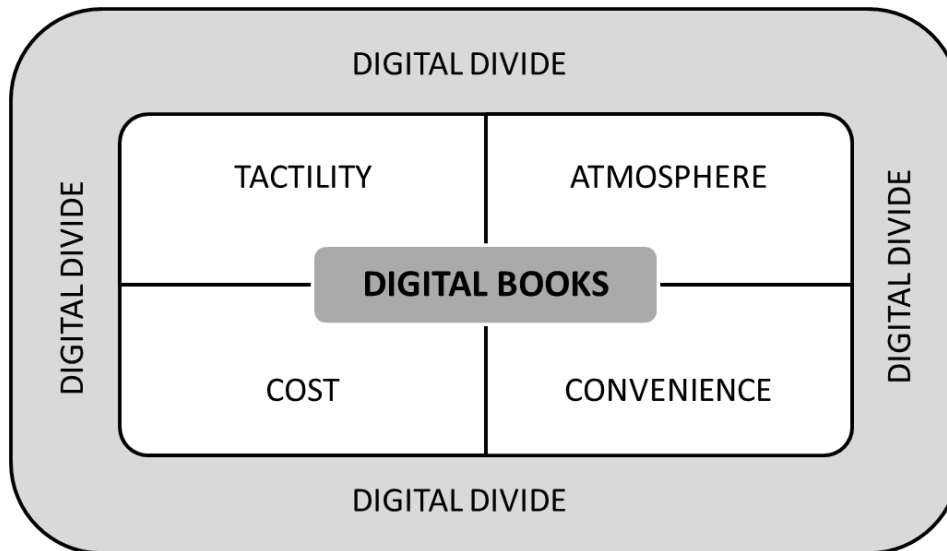 DIGITAL DIVIDE
TACTILITY
ATMOSPHERE
DIGITAL DIVIDE
DIGITAL BOOKS
DIGITAL DIVIDE
COST
CONVENIENCE
DIGITAL DIVIDE